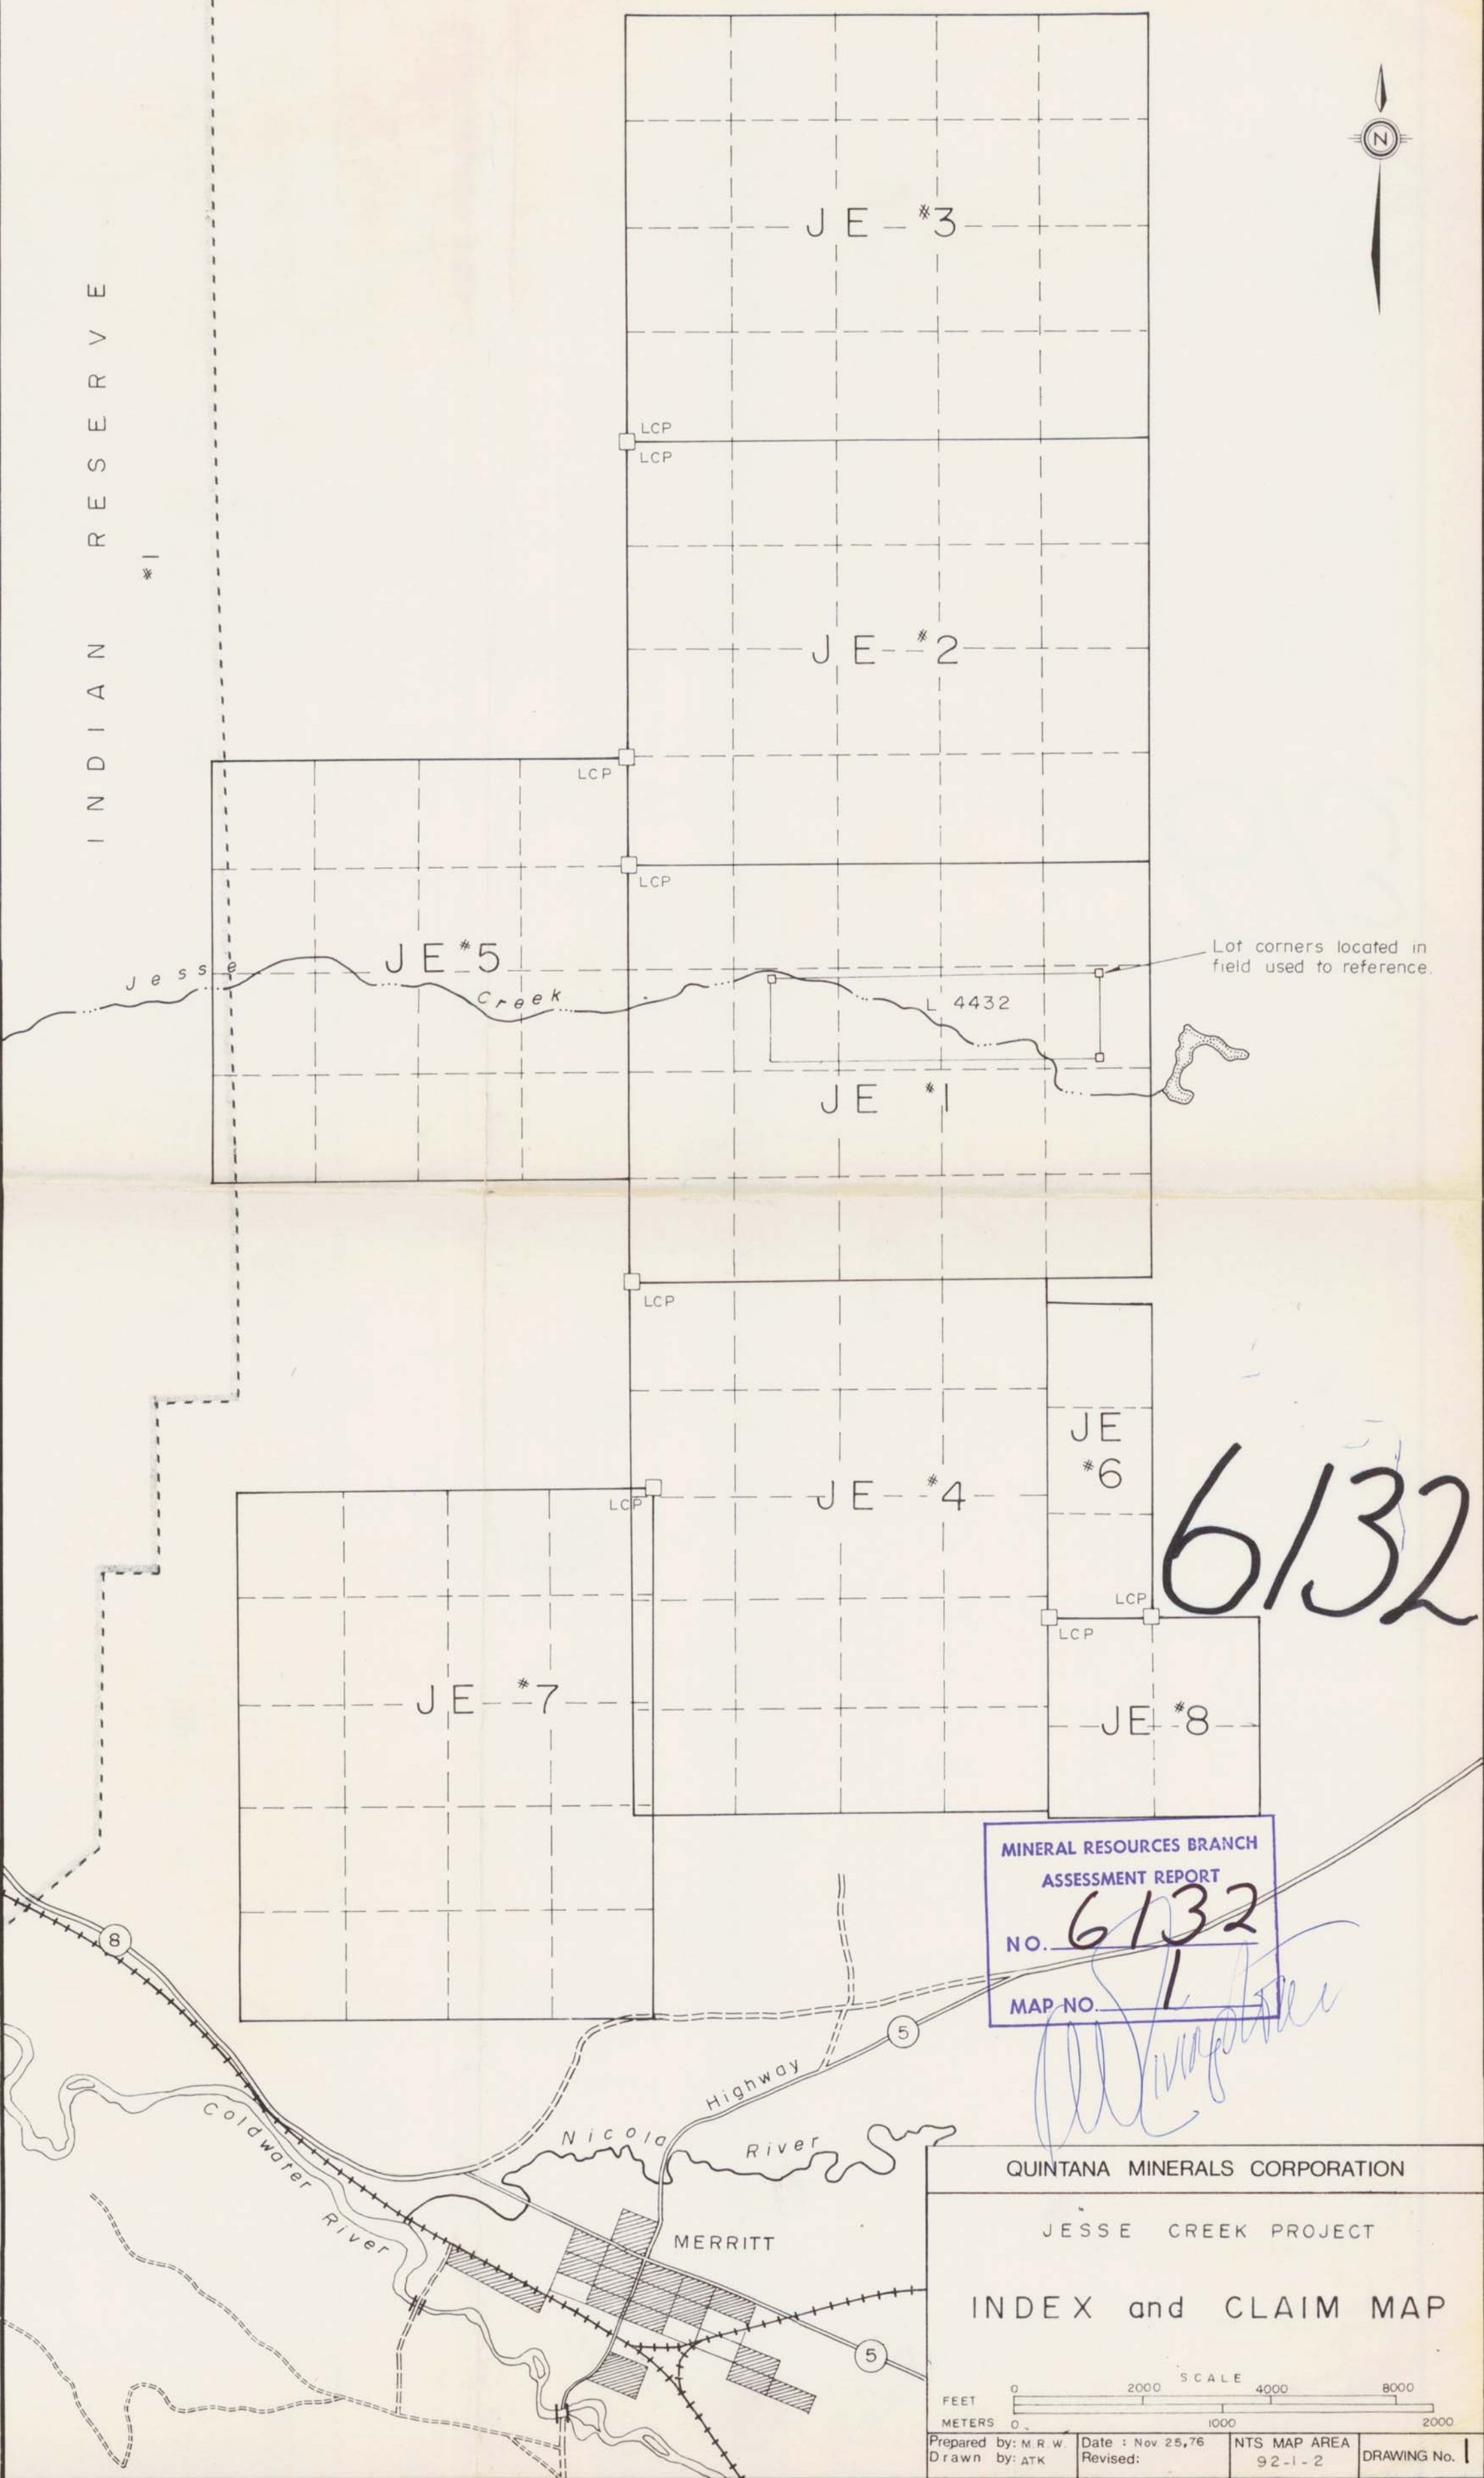 N
JE #3
INDIAN RESERVE
#1
LCP
LCP
JE #2
LCP
LCP
JE #5
Jesse Creek
Lot corners located in
field used to reference.
L 4432
JE #1
LCP
JE
#6
JE #4
LCP
6132
LCP
LCP
JE #7
JE #8
MINERAL RESOURCES BRANCH
ASSESSMENT REPORT
NO. 6132
MAP NO. 1
8
5
Highway
Coldwater River
Nicola River
MERRITT
5
QUINTANA MINERALS CORPORATION
JESSE CREEK PROJECT
INDEX and CLAIM MAP
SCALE
FEET 0 2000 4000 8000
METERS 0 1000 2000
Prepared by: M.R.W.
Drawn by: ATK
Date : Nov. 25,76
Revised:
NTS MAP AREA
92-I-2
DRAWING No. 1